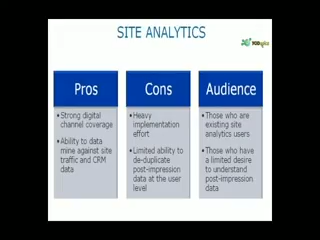 SITE ANALYTICS
Pros
• Strong digital
channel coverage
• Ability to data
mine against site
traffic and CRM
data
Cons
• Heavy
implementation
effort
• Limited ability to
de-duplicate
post-impression
data at the user
level
Audience
• Those who are
existing site
analytics users
• Those who have
a limited desire
to understand
post-impression
data